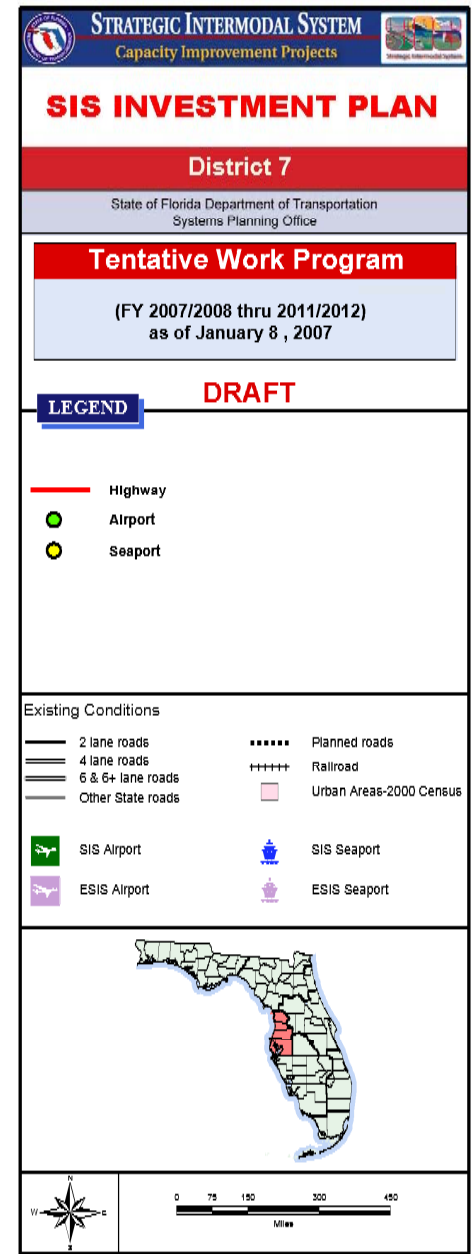 STRATEGIC INTERMODAL SYSTEM
Capacity Improvement Projects
Strategic Intermodal System
SIS INVESTMENT PLAN
District 7
State of Florida Department of Transportation
Systems Planning Office
Tentative Work Program
(FY 2007/2008 thru 2011/2012)
as of January 8 , 2007
DRAFT
LEGEND
Highway
Airport
Seaport
Existing Conditions
2 lane roads
4 lane roads
6 & 6+ lane roads
Other State roads
Planned roads
Railroad
Urban Areas-2000 Census
SIS Airport
SIS Seaport
ESIS Airport
ESIS Seaport
N
W
E
S
0 75 150 300 450
Miles